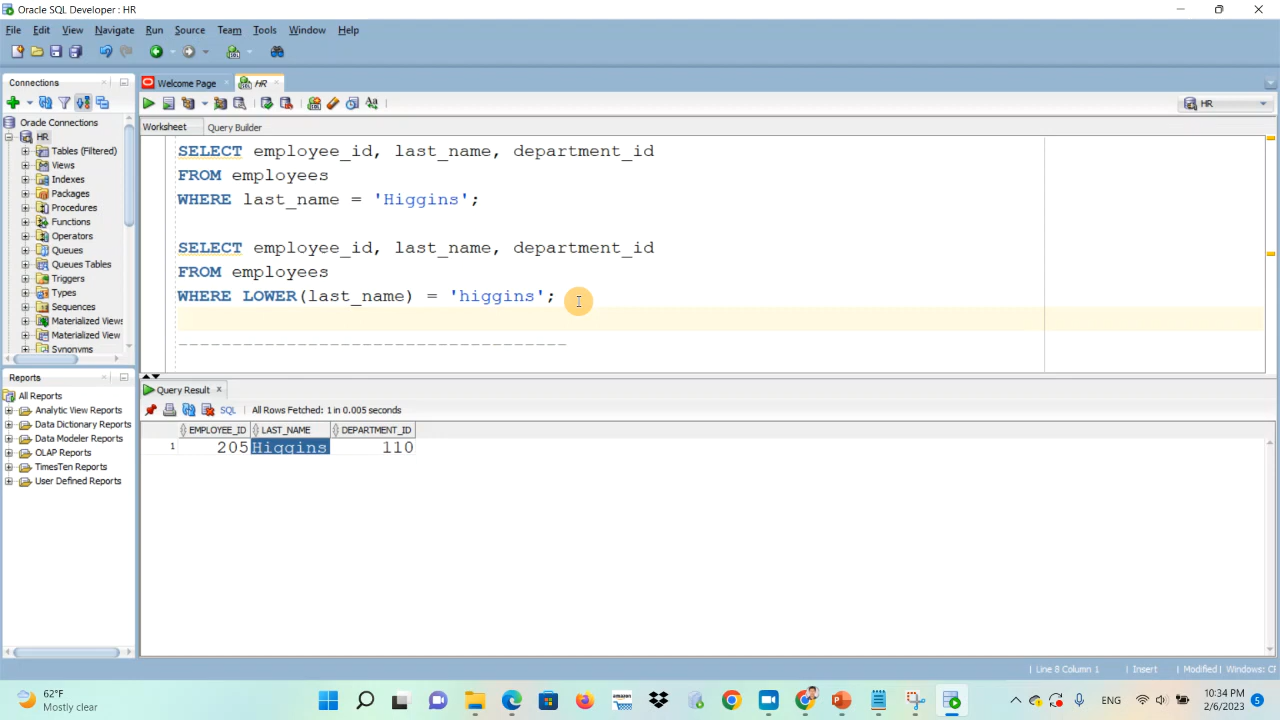 Oracle SQL Developer : HR
File Edit View Navigate Run Source Team Tools Window Help
Connections
Welcome Page
HR
HR
Worksheet Query Builder
Oracle Connections
HR
Tables (Filtered)
Views
Indexes
Packages
Procedures
Functions
Operators
Queues
Queues Tables
Triggers
Types
Sequences
Materialized Views
Materialized View
Synonyms
SELECT employee_id, last_name, department_id
FROM employees
WHERE last_name = 'Higgins';
SELECT employee_id, last_name, department_id
FROM employees
WHERE LOWER(last_name) = 'higgins';
------------------------------------
Reports
All Reports
Analytic View Reports
Data Dictionary Reports
Data Modeler Reports
OLAP Reports
TimesTen Reports
User Defined Reports
Query Result
SQL | All Rows Fetched: 1 in 0.005 seconds
EMPLOYEE_ID LAST_NAME DEPARTMENT_ID
1 205 Higgins 110
Line 8 Column 1 | Insert | Modified | Windows: C
62°F
Mostly clear
amazon
ENG
10:34 PM
2/6/2023
5